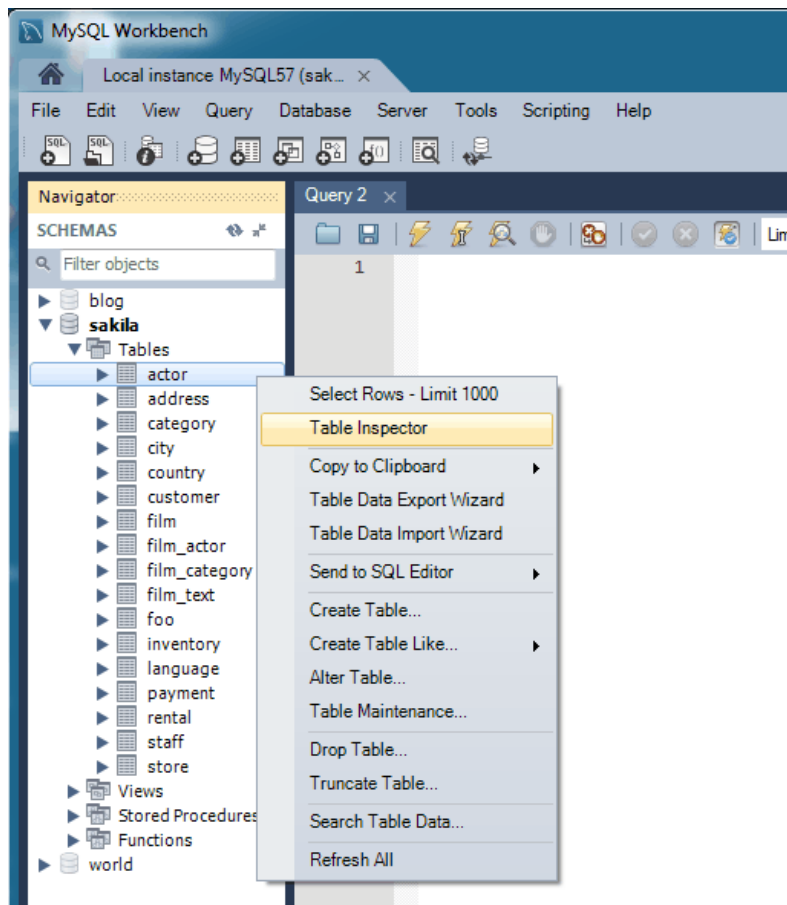 MySQL Workbench
Local instance MySQL57 (sak... ×
File Edit View Query Database Server Tools Scripting Help
Navigator
Query 2 ×
SCHEMAS
Filter objects
Lim
1
blog
sakila
Tables
actor
address
category
city
country
customer
film
film_actor
film_category
film_text
foo
inventory
language
payment
rental
staff
store
Views
Stored Procedures
Functions
world
Select Rows - Limit 1000
Table Inspector
Copy to Clipboard
Table Data Export Wizard
Table Data Import Wizard
Send to SQL Editor
Create Table...
Create Table Like...
Alter Table...
Table Maintenance...
Drop Table...
Truncate Table...
Search Table Data...
Refresh All